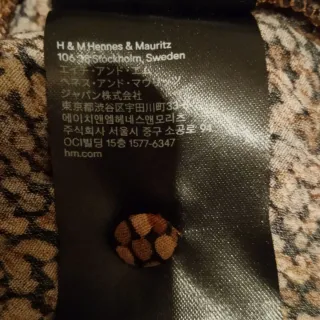 H & M Hennes & Mauritz
106 38 Stockholm, Sweden
エイチ・アンド・エム
ヘネス・アンド・マウリッツ
ジャパン株式会社
東京都渋谷区宇田川町33-
에이치앤엠헤네스앤모리츠
주식회사 서울시 중구 소공로 94
OCI빌딩 15층 1577-6347
hm.com